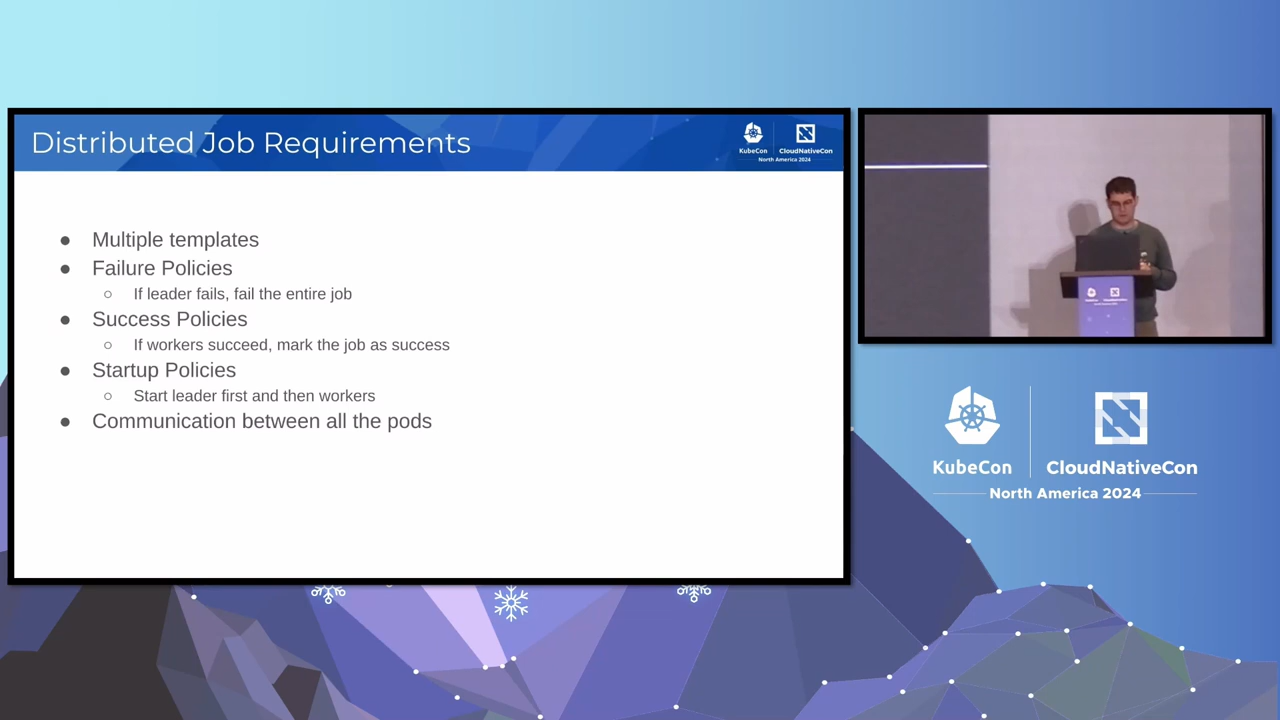 Distributed Job Requirements
KubeCon
CloudNativeCon
North America 2024
● Multiple templates
● Failure Policies
○ If leader fails, fail the entire job
● Success Policies
○ If workers succeed, mark the job as success
● Startup Policies
○ Start leader first and then workers
● Communication between all the pods
KubeCon
CloudNativeCon
North America 2024